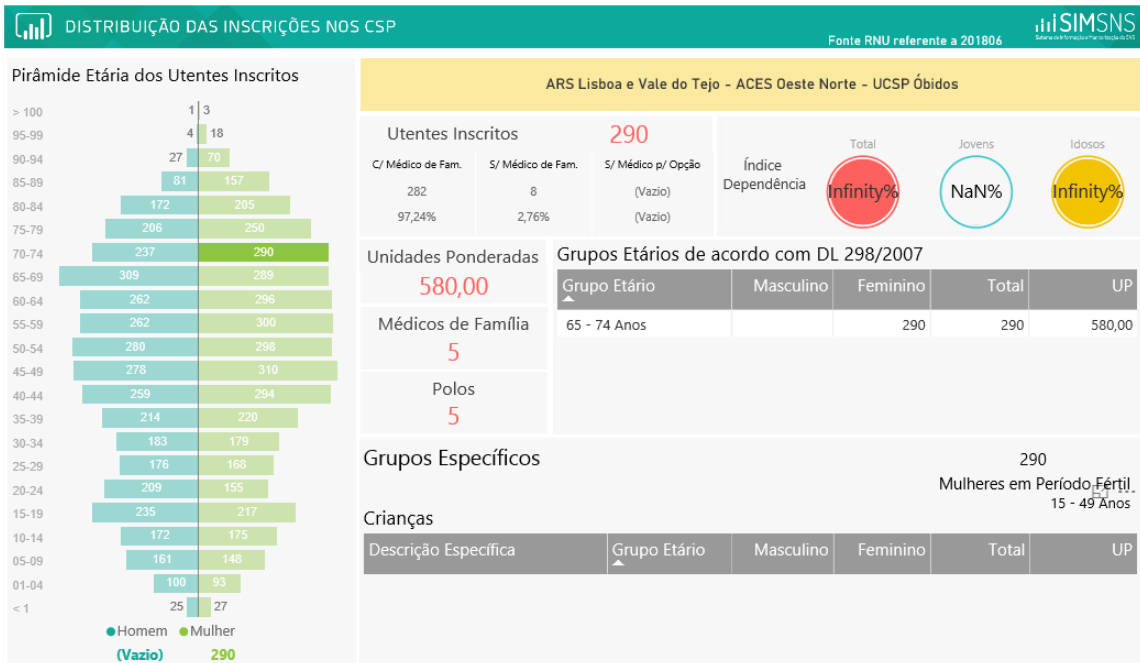 DISTRIBUIÇÃO DAS INSCRIÇÕES NOS CSP
Fonte RNU referente a 201806
SIMSNS
Pirâmide Etária dos Utentes Inscritos
> 100 1 3
95-99 4 18
90-94 27 70
85-89 81 157
80-84 172 205
75-79 206 250
70-74 237 290
65-69 309 289
60-64 262 296
55-59 262 300
50-54 280 298
45-49 278 310
40-44 259 294
35-39 214 220
30-34 183 179
25-29 176 168
20-24 209 155
15-19 235 217
10-14 172 175
05-09 161 148
01-04 100 93
< 1 25 27
Homem Mulher
(Vazio) 290
ARS Lisboa e Vale do Tejo - ACES Oeste Norte - UCSP Óbidos
Utentes Inscritos 290
C/ Médico de Fam. S/ Médico de Fam. S/ Médico p/ Opção
282 8 (Vazio)
97,24% 2,76% (Vazio)
Índice
Dependência
Total Jovens Idosos
Infinity% NaN% Infinity%
Unidades Ponderadas
580,00
Médicos de Família
5
Polos
5
Grupos Etários de acordo com DL 298/2007
Grupo Etário Masculino Feminino Total UP
65 - 74 Anos 290 290 580,00
Grupos Específicos
290
Mulheres em Período Fértil
15 - 49 Anos
Crianças
Descrição Específica Grupo Etário Masculino Feminino Total UP